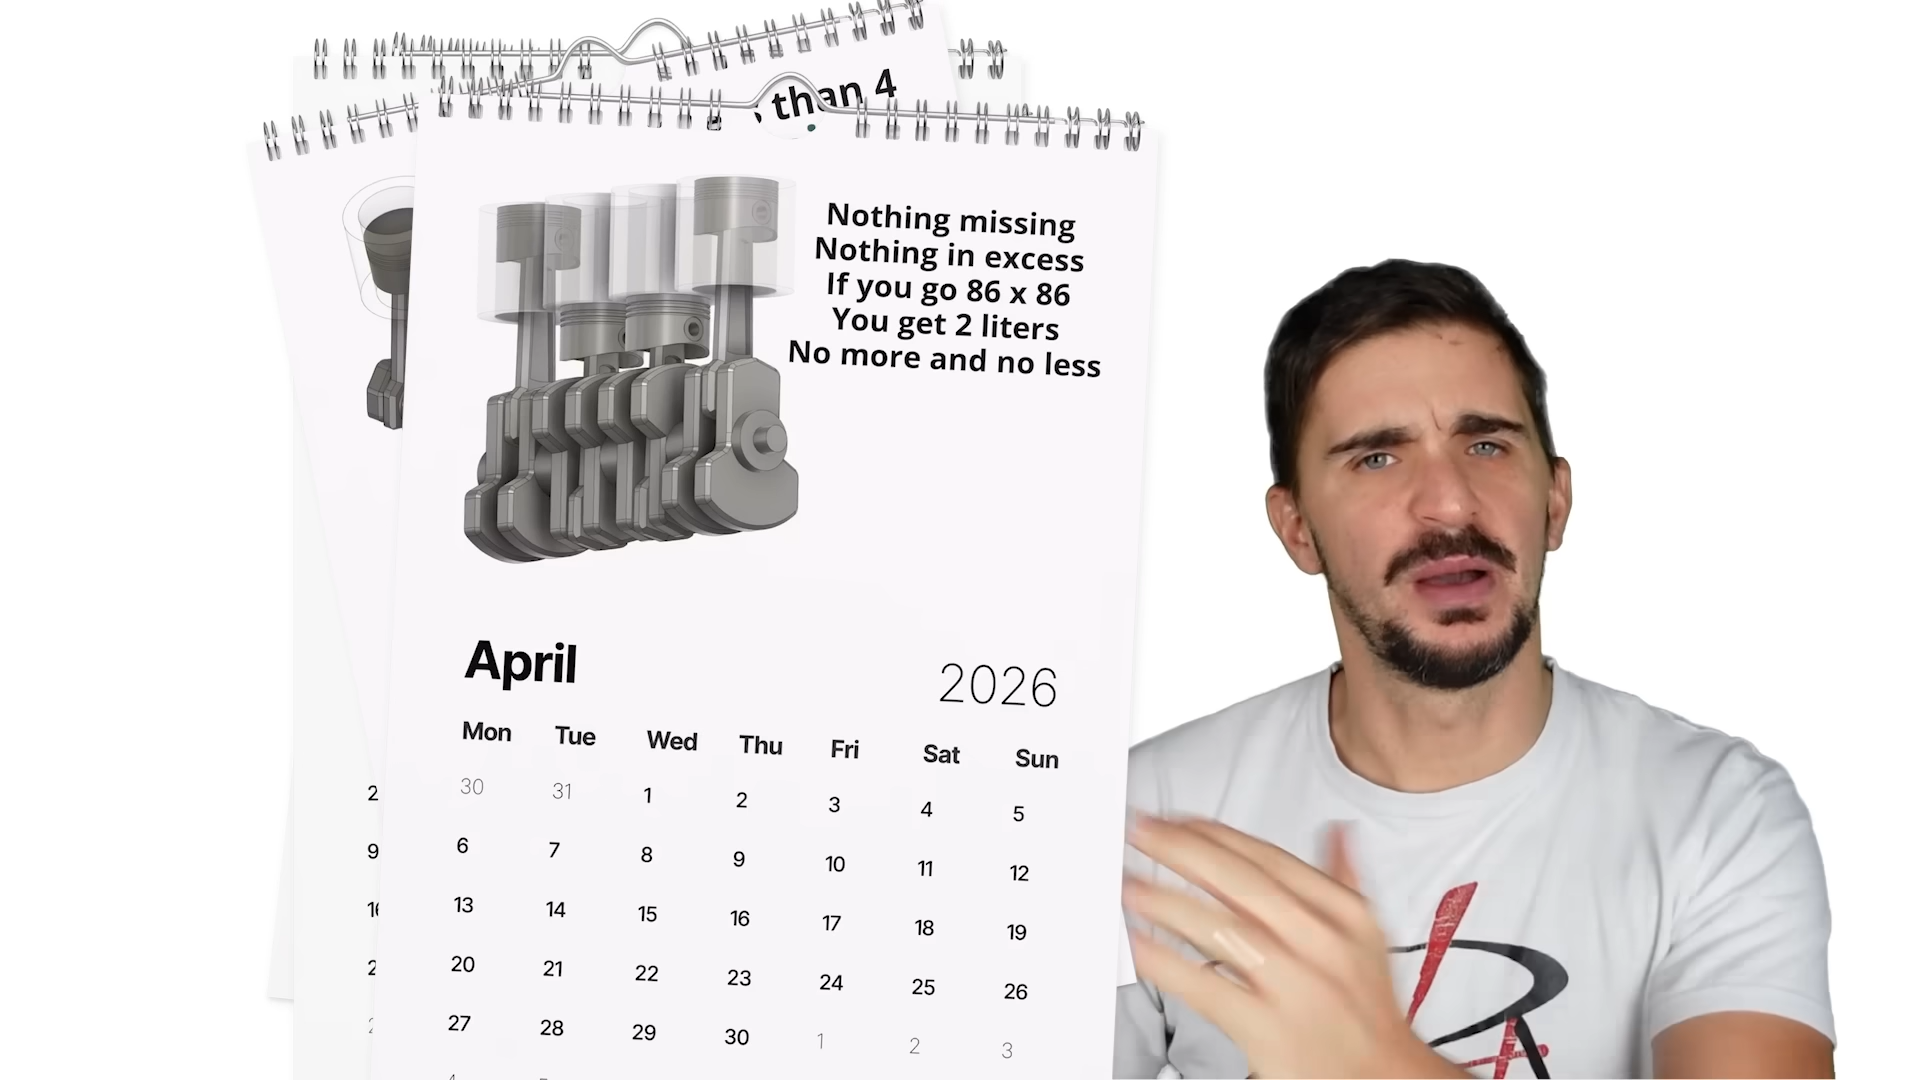 than 4
Nothing missing
Nothing in excess
If you go 86 x 86
You get 2 liters
No more and no less
April
2026
Mon Tue Wed Thu Fri Sat Sun
30 31 1 2 3 4 5
6 7 8 9 10 11 12
13 14 15 16 17 18 19
20 21 22 23 24 25 26
27 28 29 30 1 2 3